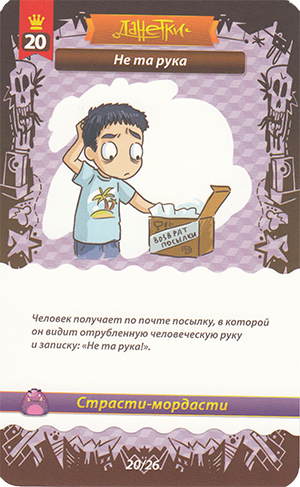 ДАНЕТКИ
20
Не та рука
ВОЗВРАТ
ПОСЫЛКИ
Человек получает по почте посылку, в которой
он видит отрубленную человеческую руку
и записку: «Не та рука!».
Страсти-мордасти
20/26